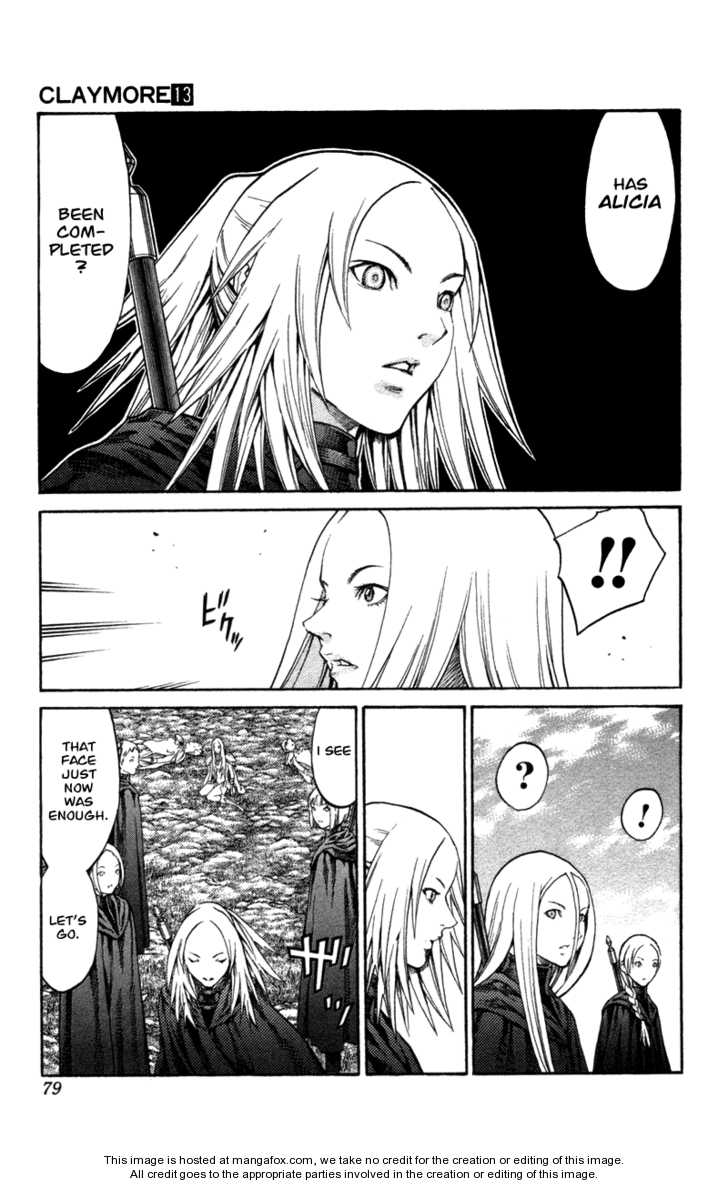 CLAYMORE 13
HAS
ALICIA
BEEN
COM-
PLETED
?
!!
ビクッ
!
?
I SEE
THAT
FACE
JUST
NOW
WAS
ENOUGH.
LET'S
GO.
ザッ
79
This image is hosted at mangafox.com, we take no credit for the creation or editing of this image.
All credit goes to the appropriate parties involved in the creation or editing of this image.